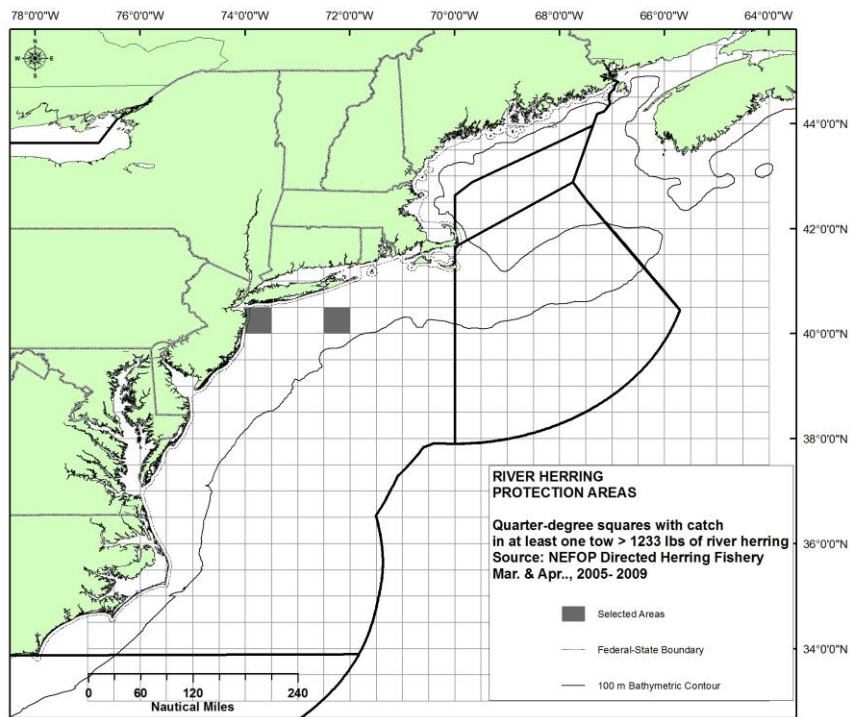 78°0'0"W 76°0'0"W 74°0'0"W 72°0'0"W 70°0'0"W 68°0'0"W 66°0'0"W 64°0'0"W
N
W E
S
44°0'0"N
42°0'0"N
40°0'0"N
38°0'0"N
36°0'0"N
34°0'0"N
RIVER HERRING
PROTECTION AREAS
Quarter-degree squares with catch
in at least one tow > 1233 lbs of river herring
Source: NEFOP Directed Herring Fishery
Mar. & Apr.., 2005- 2009
Selected Areas
Federal-State Boundary
100 m Bathymetric Contour
0 60 120 240
Nautical Miles